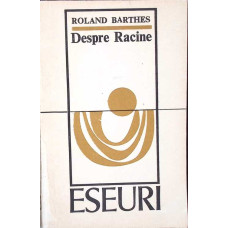 ROLAND BARTHES
Despre Racine
ESEURI